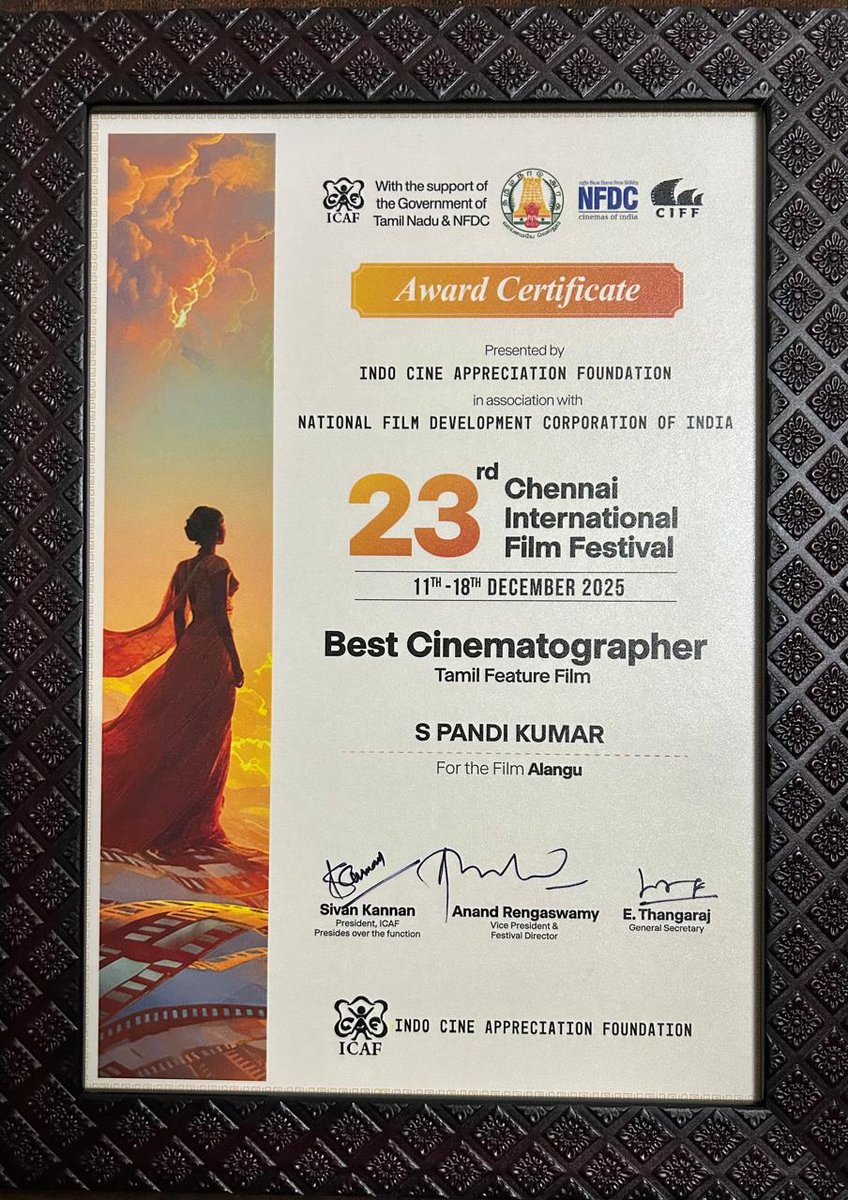 ICAF
With the support of
the Government of
Tamil Nadu & NFDC
NFDC
cinemas of india
CIFF
Award Certificate
Presented by
INDO CINE APPRECIATION FOUNDATION
in association with
NATIONAL FILM DEVELOPMENT CORPORATION OF INDIA
23rd Chennai
International
Film Festival
11TH-18TH DECEMBER 2025
Best Cinematographer
Tamil Feature Film
S PANDI KUMAR
For the Film Alangu
Sivan Kannan
President, ICAF
Presides over the function
Anand Rengaswamy
Vice President &
Festival Director
E. Thangaraj
General Secretary
ICAF
INDO CINE APPRECIATION FOUNDATION